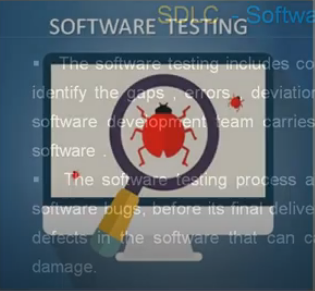 SDLC - Softwa
SOFTWARE TESTING
▪ The software testing includes co
identify the gaps , errors , deviation
software development team carries
software .
▪ The software testing process a
software bugs, before its final delive
defects in the software that can c
damage.